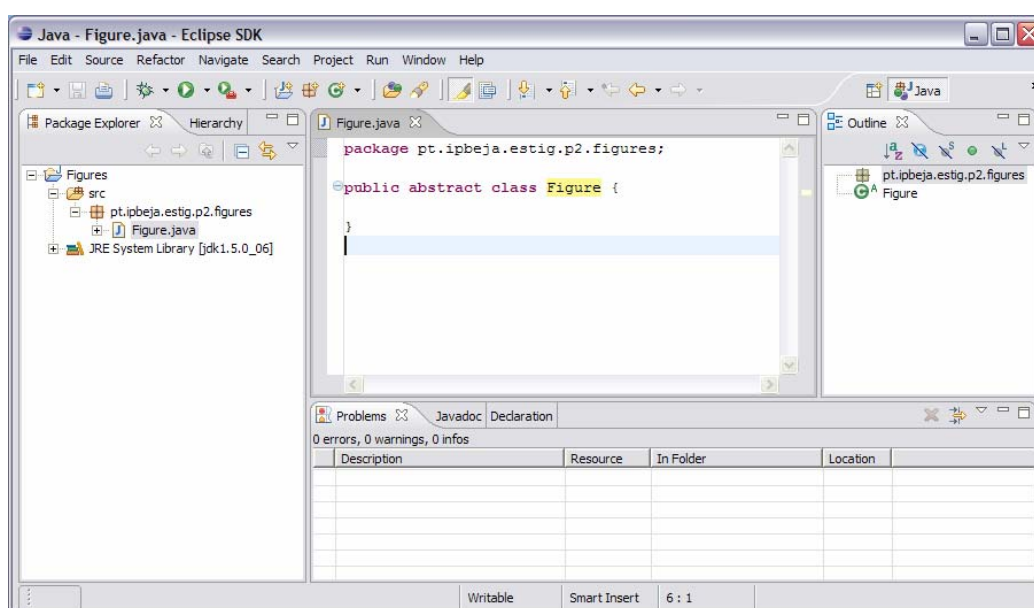 Java - Figure.java - Eclipse SDK
File Edit Source Refactor Navigate Search Project Run Window Help
Java
Package Explorer Hierarchy
Figures
src
pt.ipbeja.estig.p2.figures
Figure.java
JRE System Library [jdk1.5.0_06]
Figure.java
package pt.ipbeja.estig.p2.figures;
public abstract class Figure {
}
Outline
pt.ipbeja.estig.p2.figures
Figure
Problems Javadoc Declaration
0 errors, 0 warnings, 0 infos
Description Resource In Folder Location
Writable Smart Insert 6 : 1